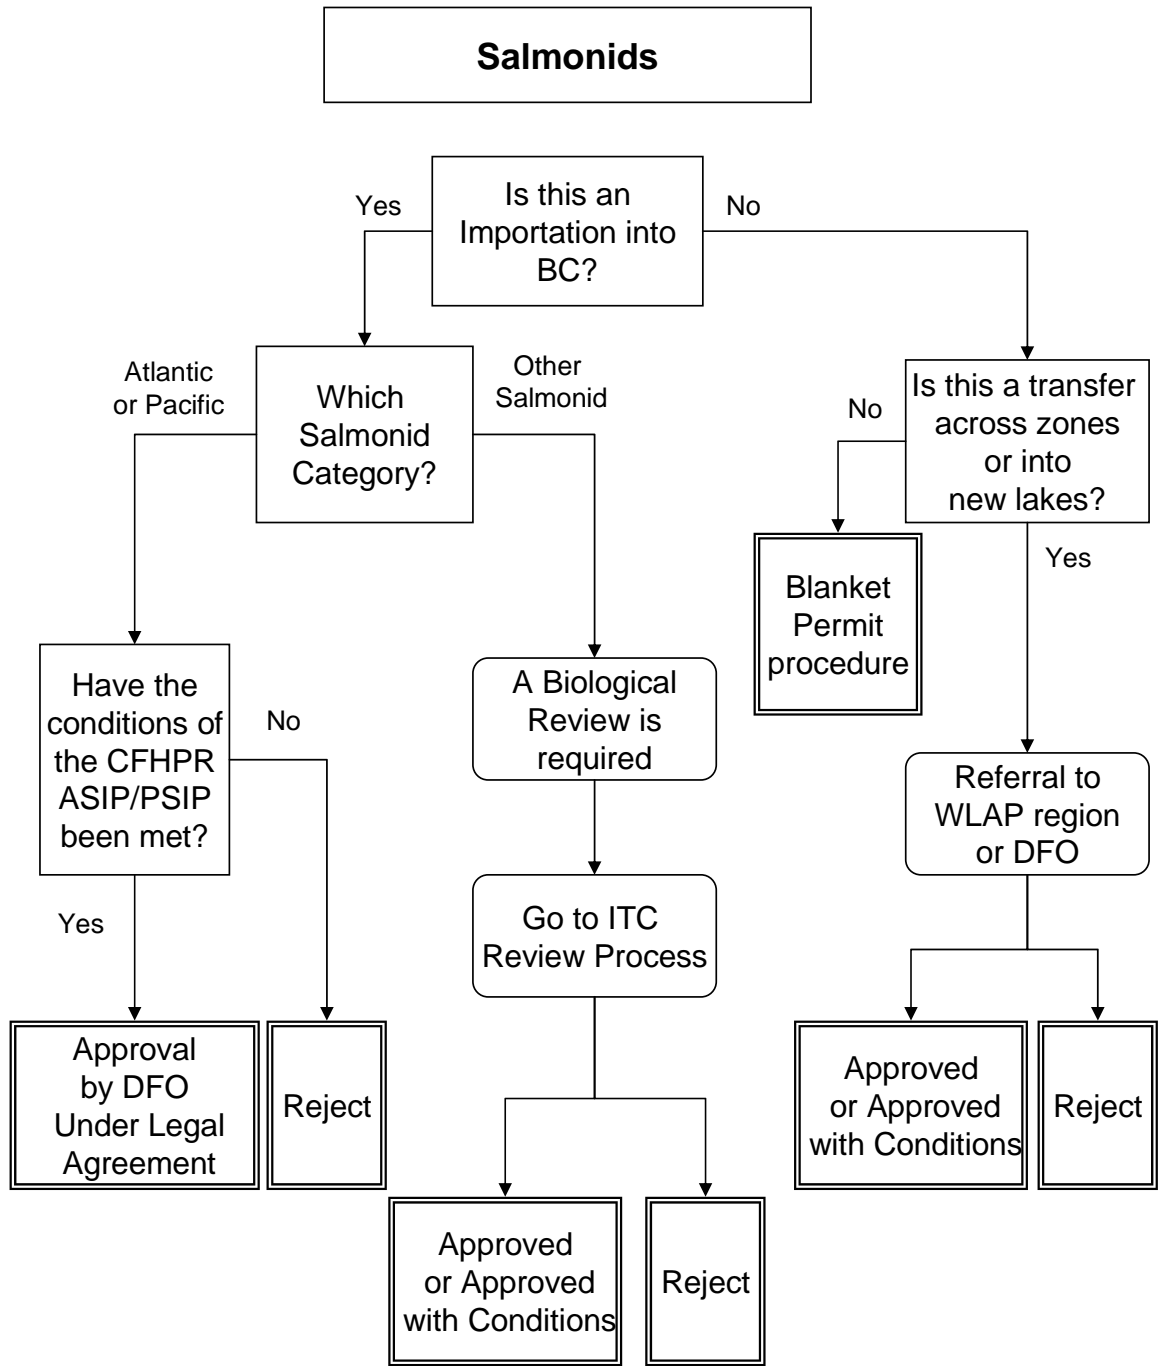 Salmonids
Is this an
Importation into
BC?
Yes
No
Which
Salmonid
Category?
Atlantic
or Pacific
Other
Salmonid
Is this a transfer
across zones
or into
new lakes?
No
Yes
Blanket
Permit
procedure
Have the
conditions of
the CFHPR
ASIP/PSIP
been met?
No
Yes
A Biological
Review is
required
Referral to
WLAP region
or DFO
Go to ITC
Review Process
Approval
by DFO
Under Legal
Agreement
Reject
Approved
or Approved
with Conditions
Reject
Approved
or Approved
with Conditions
Reject